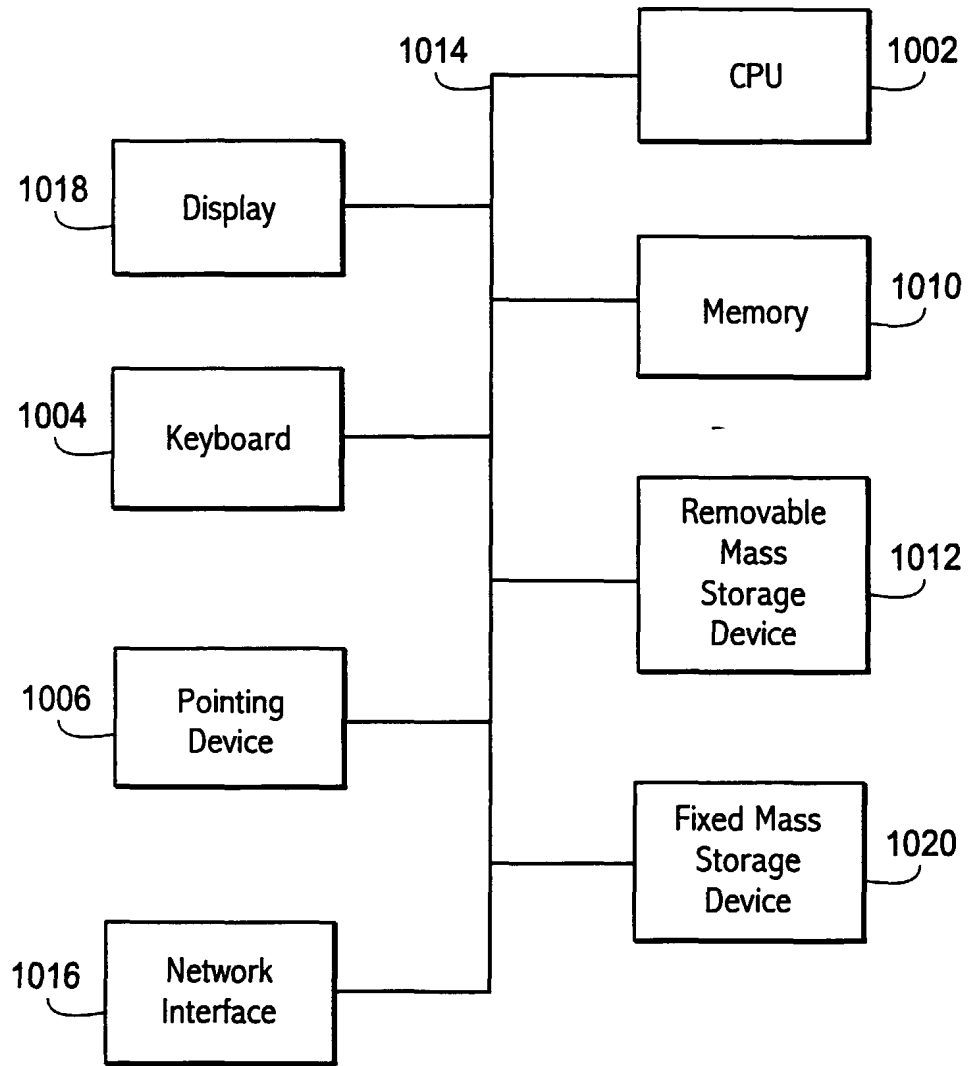 1014
CPU
1002
1018
Display
Memory
1010
1004
Keyboard
Removable
Mass
Storage
Device
1012
1006
Pointing
Device
Fixed Mass
Storage
Device
1020
1016
Network
Interface